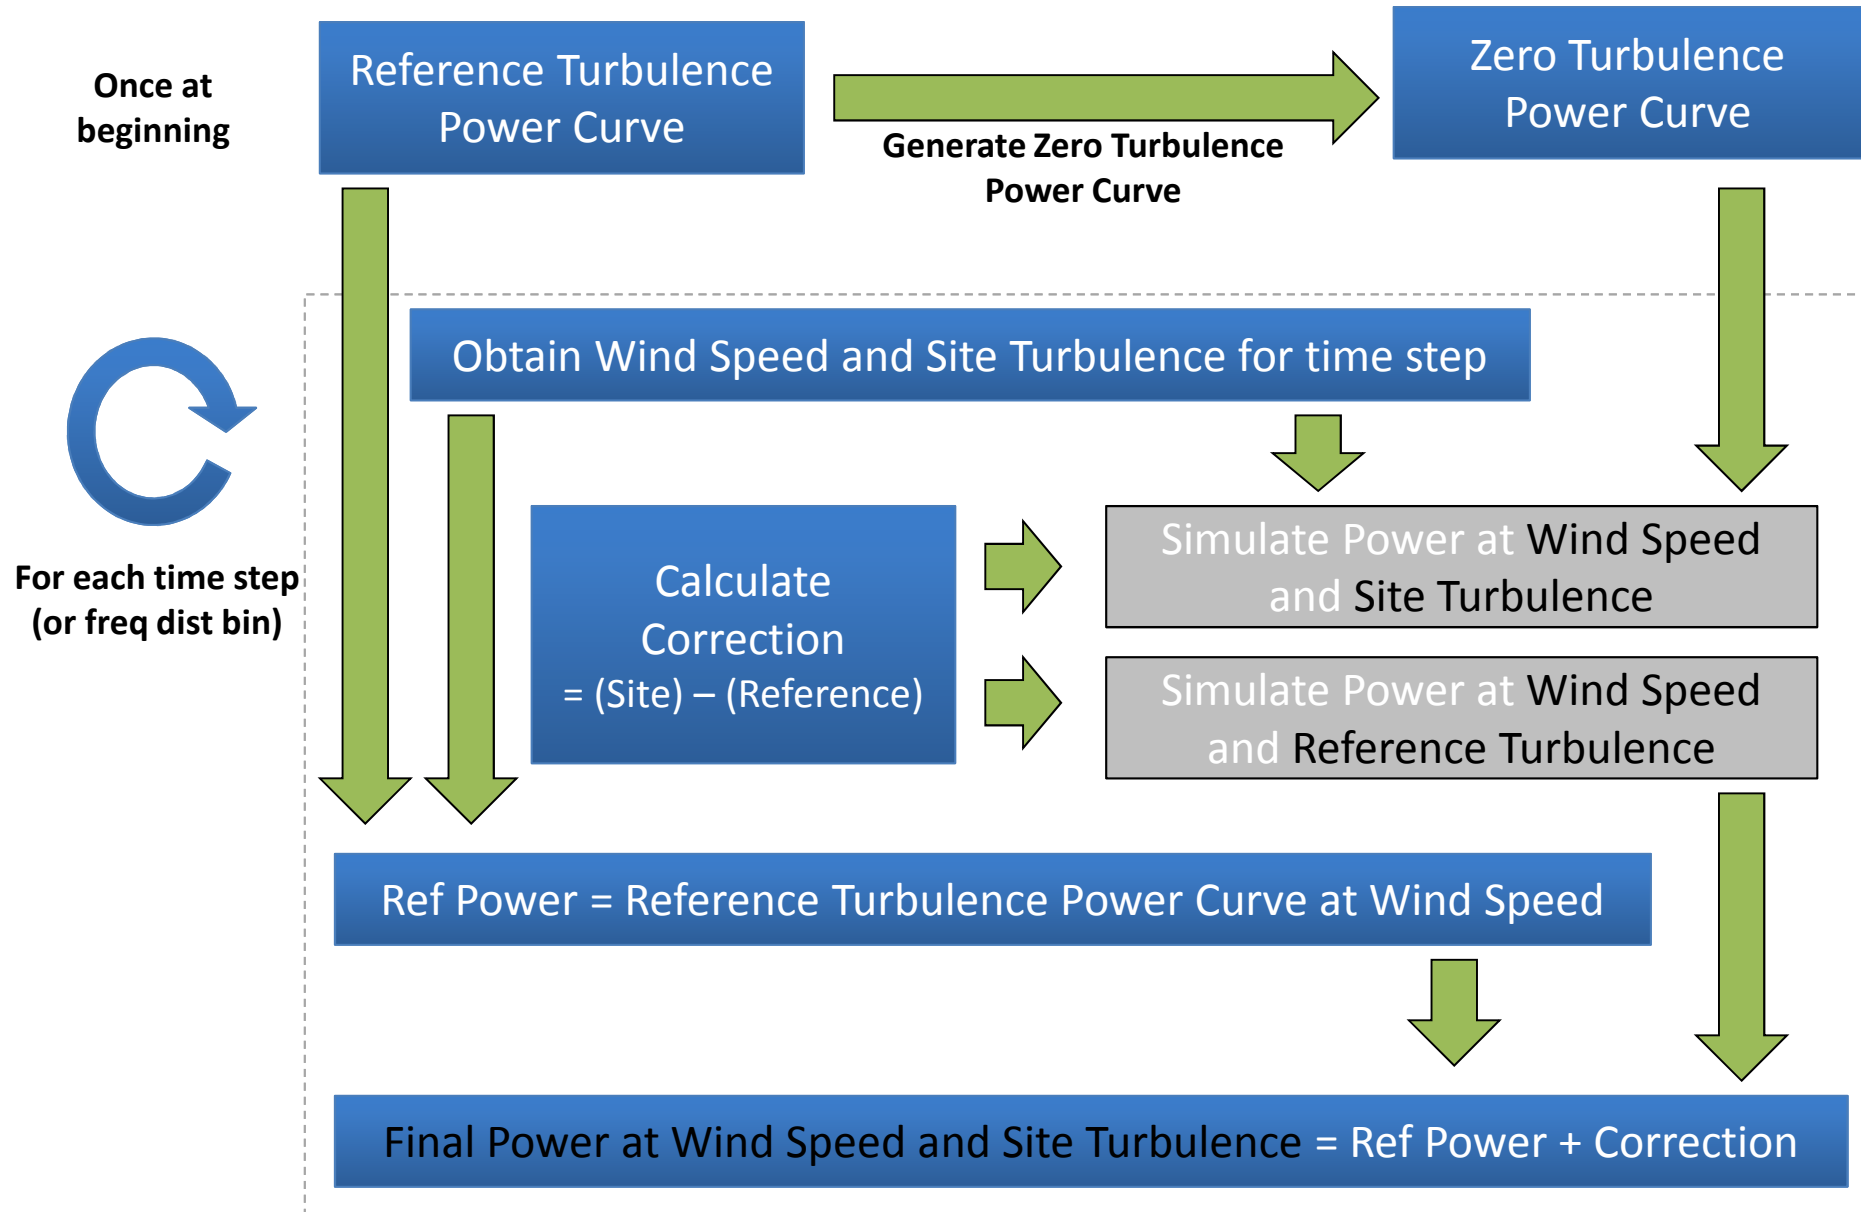 Once at
beginning
Reference Turbulence
Power Curve
Generate Zero Turbulence
Power Curve
Zero Turbulence
Power Curve
For each time step
(or freq dist bin)
Obtain Wind Speed and Site Turbulence for time step
Calculate
Correction
= (Site) – (Reference)
Simulate Power at Wind Speed
and Site Turbulence
Simulate Power at Wind Speed
and Reference Turbulence
Ref Power = Reference Turbulence Power Curve at Wind Speed
Final Power at Wind Speed and Site Turbulence = Ref Power + Correction